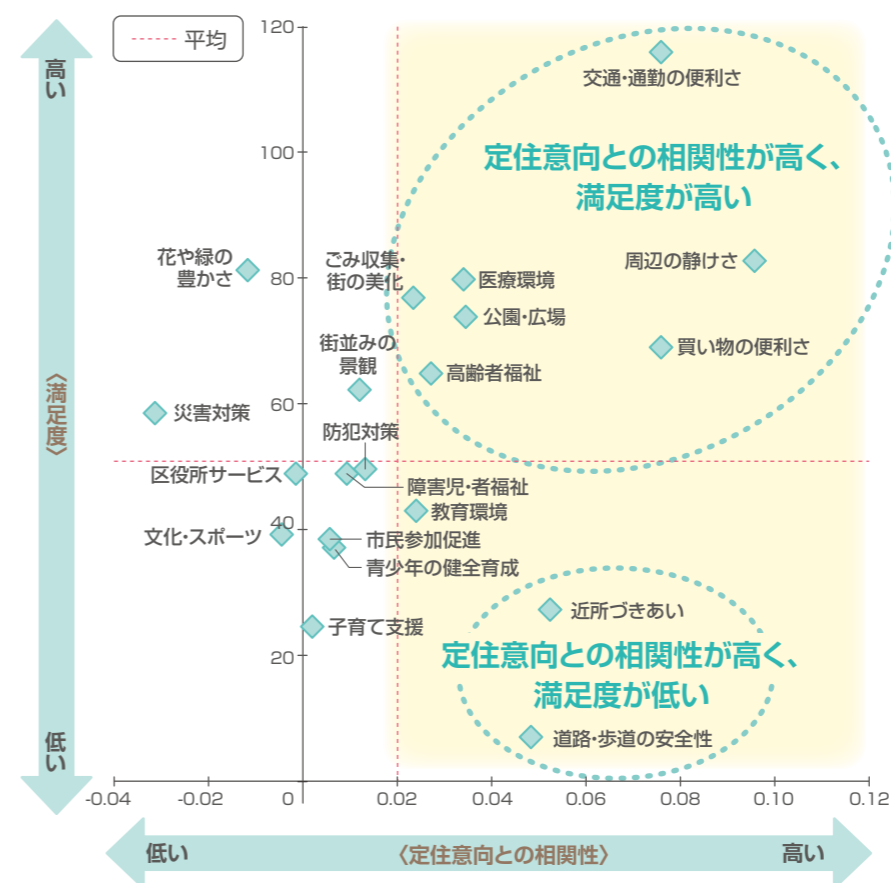 平均
高い
〈満足度〉
低い
120
100
80
60
40
20
交通・通勤の便利さ
定住意向との相関性が高く、
満足度が高い
花や緑の
豊かさ
ごみ収集・
街の美化
医療環境
周辺の静けさ
公園・広場
街並みの
景観
買い物の便利さ
高齢者福祉
災害対策
防犯対策
区役所サービス
障害児・者福祉
教育環境
文化・スポーツ
市民参加促進
青少年の健全育成
近所づきあい
子育て支援
定住意向との相関性が高く、
満足度が低い
道路・歩道の安全性
-0.04 -0.02 0 0.02 0.04 0.06 0.08 0.10 0.12
低い 〈定住意向との相関性〉 高い